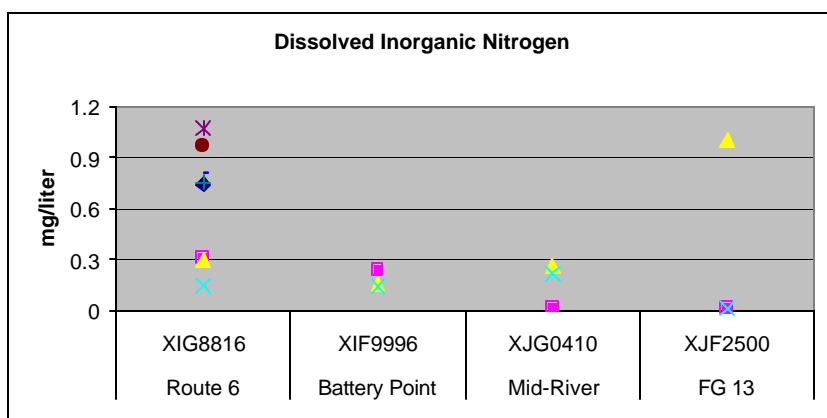 Dissolved Inorganic Nitrogen
1.2
0.9
0.6
0.3
0
mg/liter
XIG8816 XIF9996 XJG0410 XJF2500
Route 6 Battery Point Mid-River FG 13